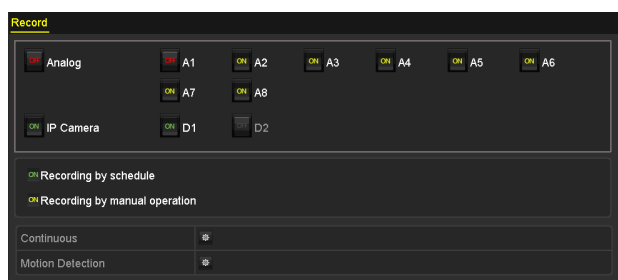 Record
OFF Analog OFF A1 ON A2 ON A3 ON A4 ON A5 ON A6
ON A7 ON A8
ON IP Camera ON D1 OFF D2
ON Recording by schedule
ON Recording by manual operation
Continuous
Motion Detection